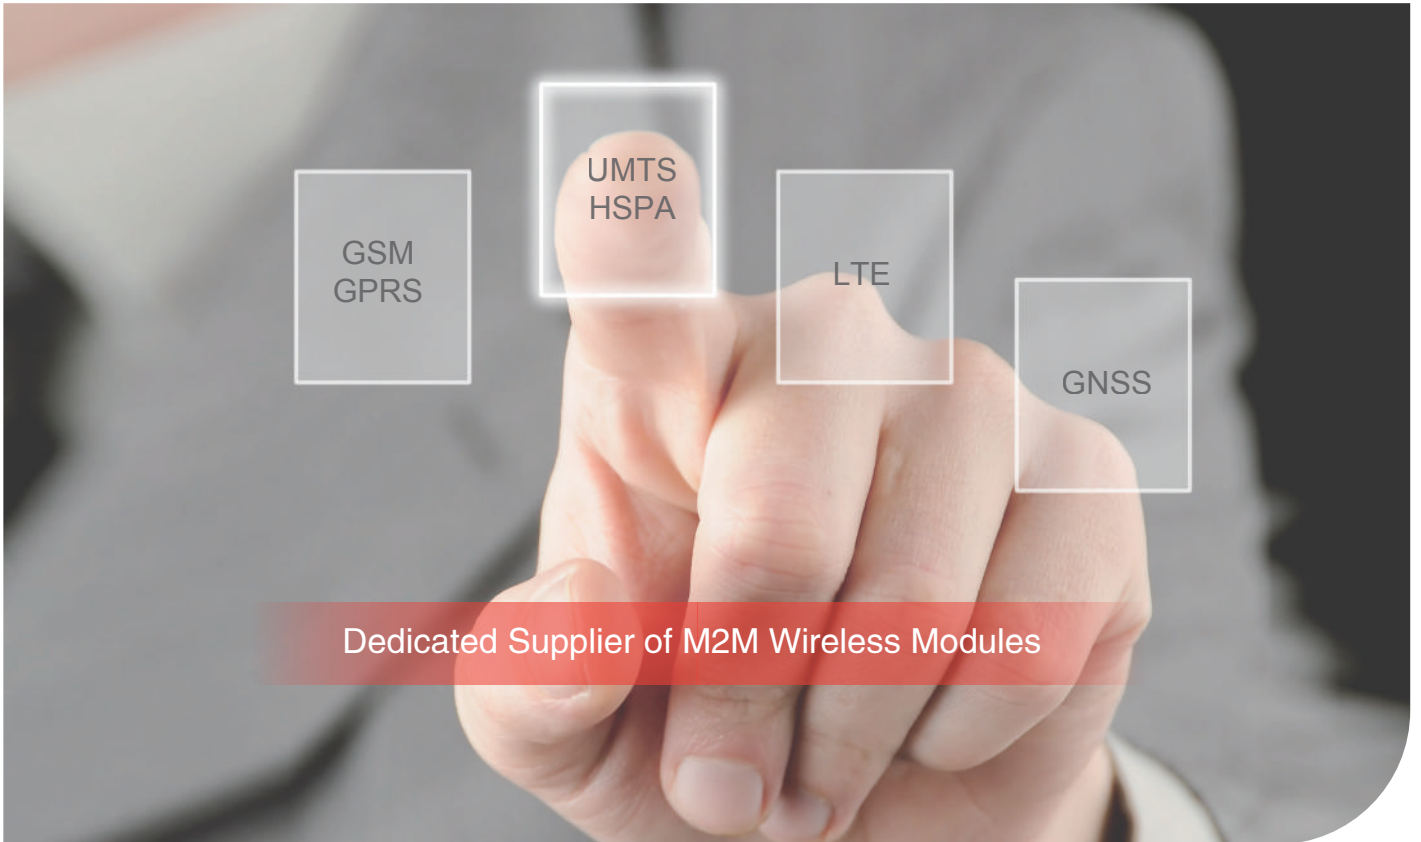 GSM
GPRS
UMTS
HSPA
LTE
GNSS
Dedicated Supplier of M2M Wireless Modules